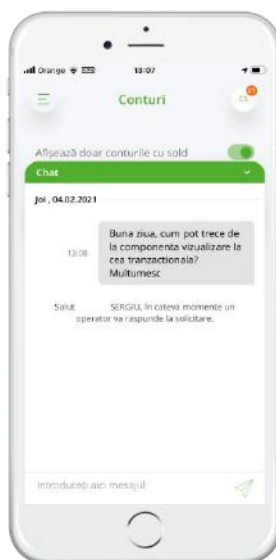 Orange
13:07
Conturi
Afișează doar conturile cu sold
Chat
Joi , 04.02.2021
Buna ziua, cum pot trece de
la componenta vizualizare la
cea tranzactionala?
Multumesc
13:08
Salut SERGIU, in cateva momente un
operator va raspunde la solicitare.
Introduceți aici mesajul